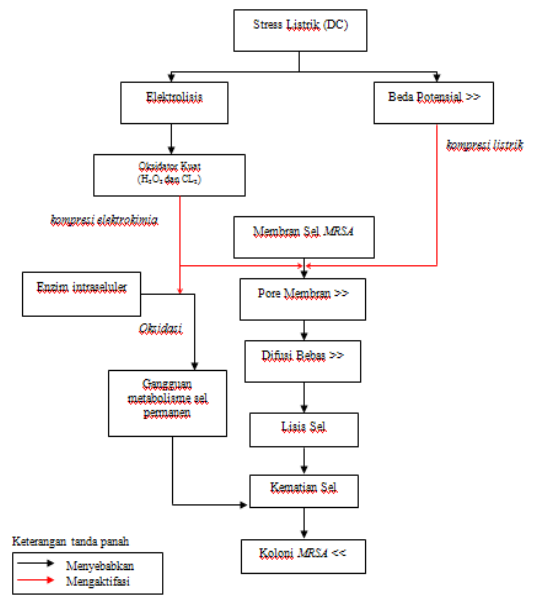 Stress Listrik (DC)
Elektrolisis
Beda Potensial >>
kompresi listrik
Oksidator Kuat
(H₂O₂ dan CL₂)
kompresi elektrokimia
Membran Sel MRSA
Enzim intraseluler
Pore Membran >>
Oksidasi
Difusi Bebas >>
Gangguan
metabolisme sel
permanen
Lisis Sel
Kematian Sel
Keterangan tanda panah
Koloni MRSA <<
Menyebabkan
Mengaktifasi